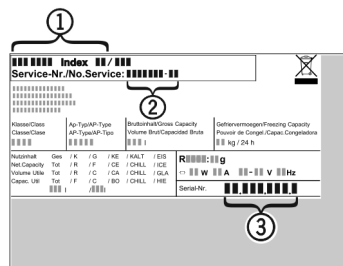 1
Index /
Service-Nr./No.Service: -
2
Klasse/Class Ap-Typ/AP-Type Bruttoinhalt/Gross Capacity Gefriervermoegen/Freezing Capacity
Classe/Clase AP-Type/AP-Tipo Volume Brut/Capacidad Bruta Pouvoir de Congel./Capac.Congeladora
l kg / 24 h
Nutzinhalt Ges / K / G / KE / KALT / EIS
Net.Capacity Tot / R / F / CE / CHILL / ICE
Volume Utile Tot / R / C / CA / CHILL / GLA
Capac. Util Tot / F / C / BO / CHILL / HIE
l / l
R : g
W A - V Hz
Serial-Nr. , , ,
3